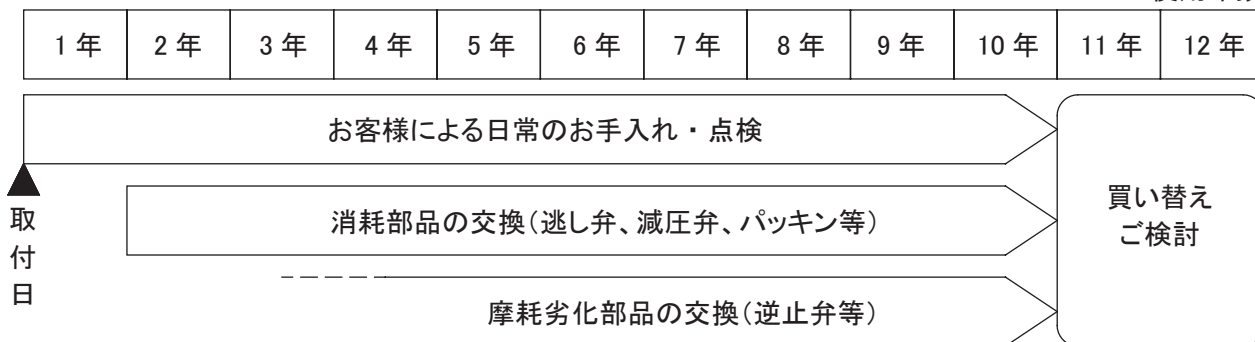 1年 2年 3年 4年 5年 6年 7年 8年 9年 10年 11年 12年
お客様による日常のお手入れ・点検
取付日
消耗部品の交換(逃し弁、減圧弁、パッキン等)
買い替え
ご検討
摩耗劣化部品の交換(逆止弁等)